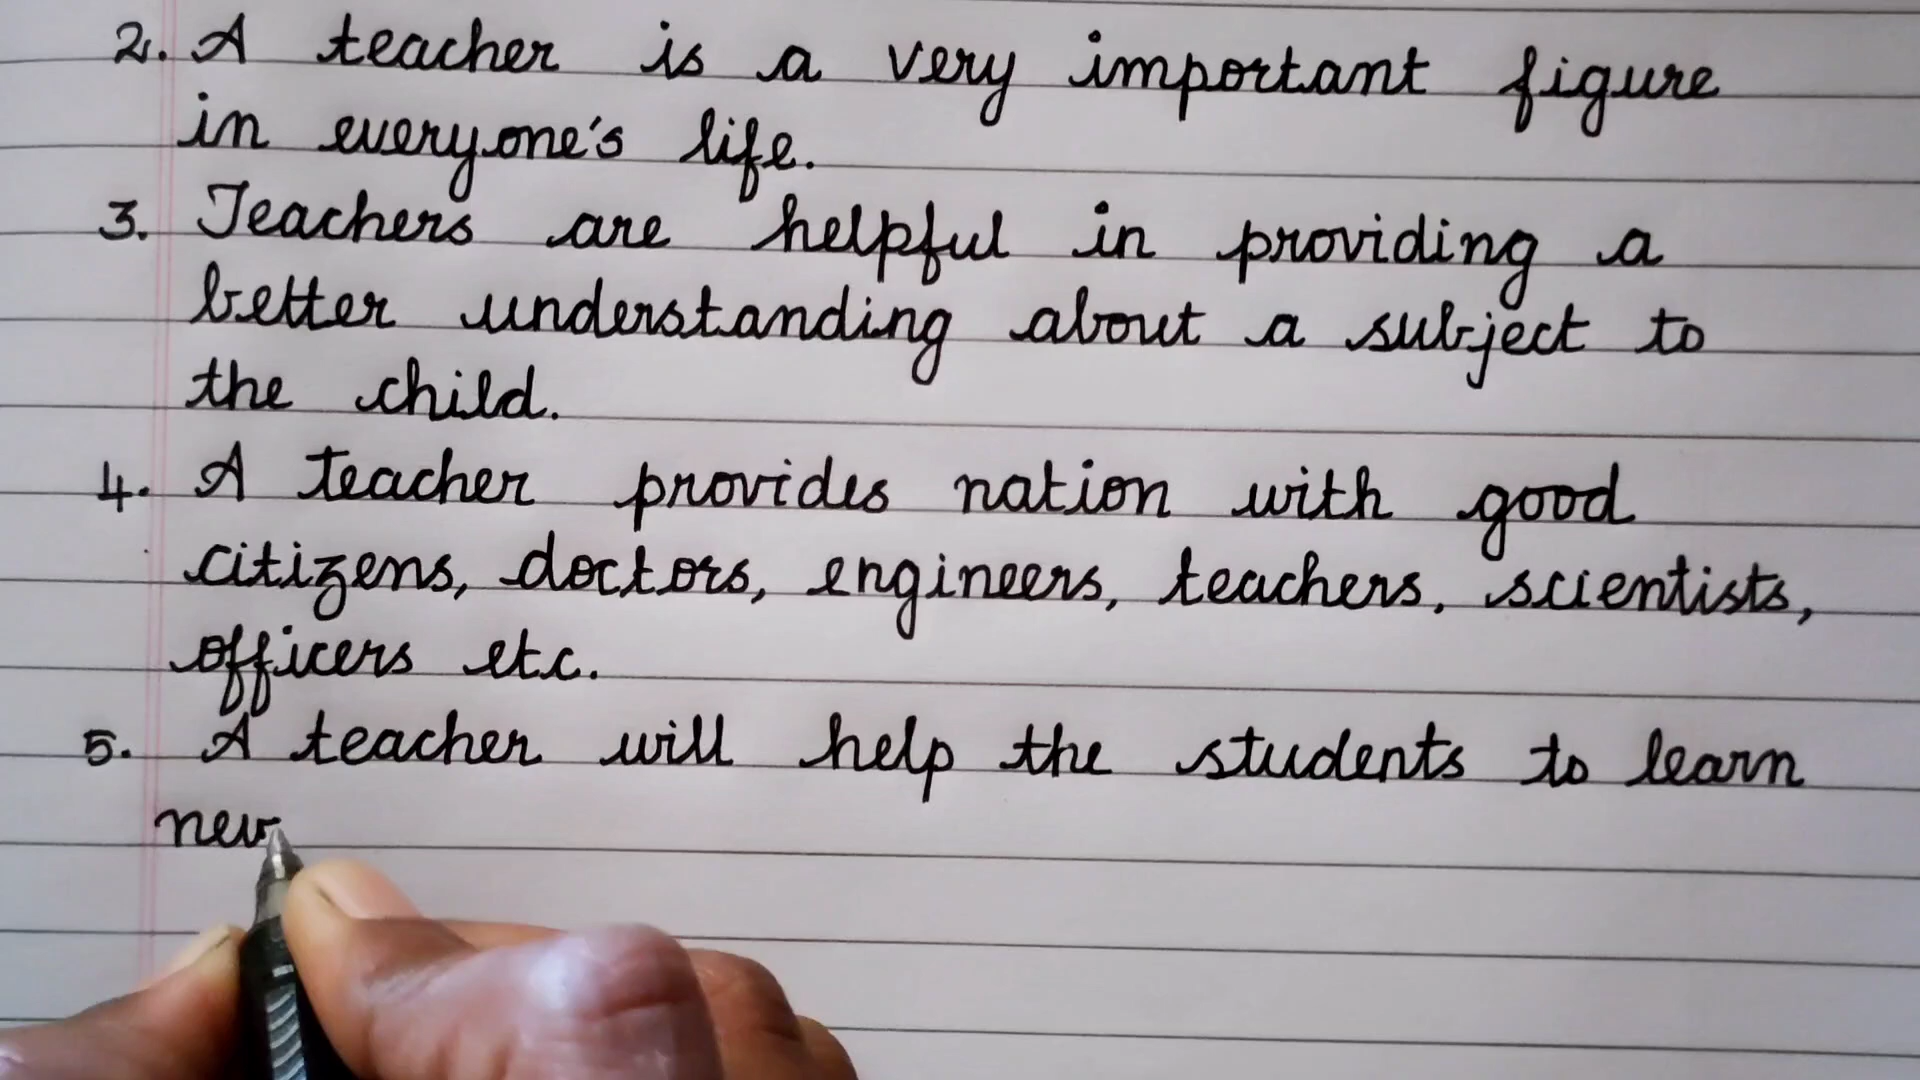 2. A teacher is a very important figure
in everyone's life.
3. Teachers are helpful in providing a
better understanding about a subject to
the child.
4. A teacher provides nation with good
citizens, doctors, engineers, teachers, scientists,
officers etc.
5. A teacher will help the students to learn
new